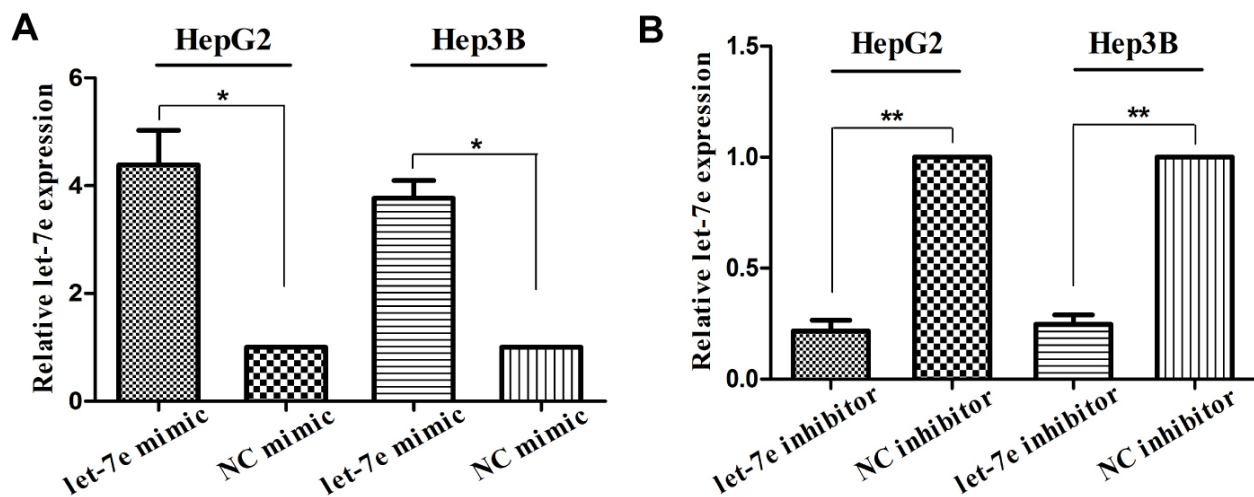 A
HepG2
Hep3B
Relative let-7e expression
6
4
2
0
*
*
let-7e mimic
NC mimic
let-7e mimic
NC mimic
B
HepG2
Hep3B
Relative let-7e expression
1.5
1.0
0.5
0.0
**
**
let-7e inhibitor
NC inhibitor
let-7e inhibitor
NC inhibitor